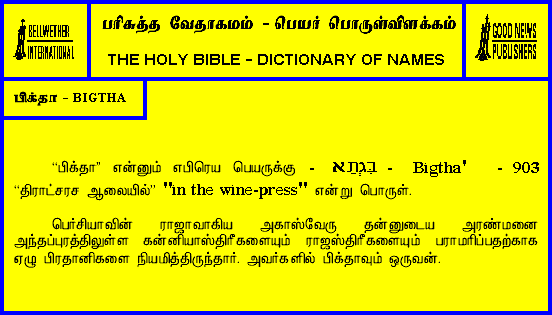 BELLWETHER
INTERNATIONAL
பரிசுத்த வேதாகமம் - பெயர் பொருள்விளக்கம்
THE HOLY BIBLE - DICTIONARY OF NAMES
GOOD NEWS
PUBLISHERS
பிக்தா - BIGTHA
“பிக்தா” என்னும் எபிரெய பெயருக்கு - בִּגְתָא - Bigtha' - 903
“திராட்சரச ஆலையில்” "in the wine-press" என்று பொருள்.
பெர்சியாவின் ராஜாவாகிய அகாஸ்வேரு தன்னுடைய அரண்மனை
அந்தப்புரத்திலுள்ள கன்னியாஸ்திரீகளையும் ராஜஸ்திரீகளையும் பராமரிப்பதற்காக
ஏழு பிரதானிகளை நியமித்திருந்தார். அவர்களில் பிக்தாவும் ஒருவன்.